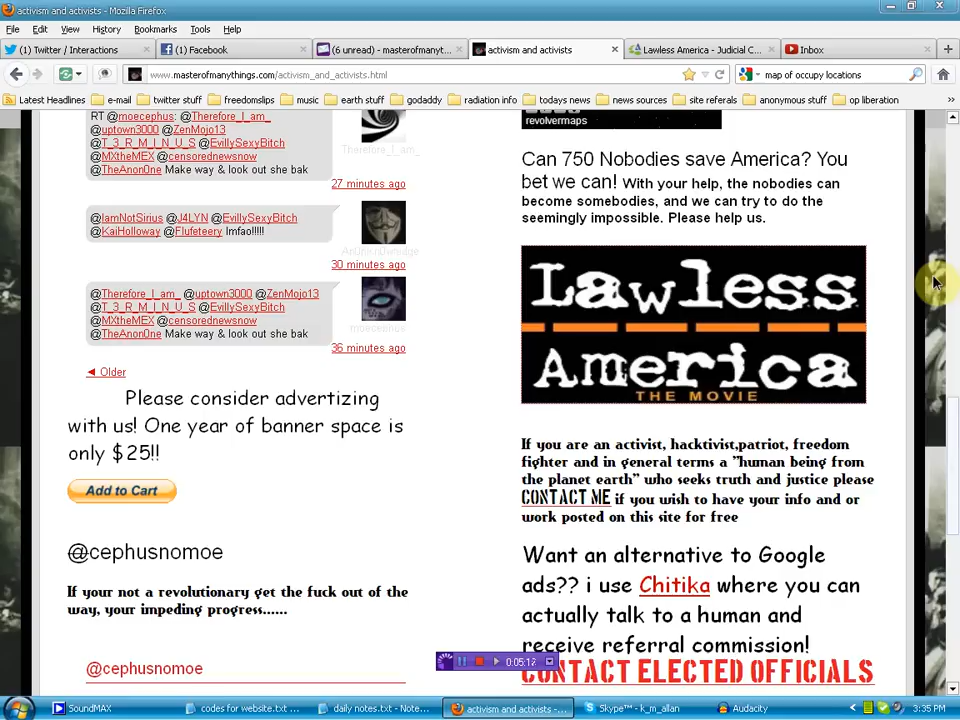 activism and activists - Mozilla Firefox
File Edit View History Bookmarks Tools Help
(1) Twitter / Interactions
(1) Facebook
(6 unread) - masterofmanyt...
activism and activists
Lawless America - Judicial C...
Inbox
www.masterofmanythings.com/activism_and_activists.html
map of occupy locations
Latest Headlines e-mail twitter stuff freedomslips music earth stuff godaddy radiation info todays news news sources site referals anonymous stuff op liberation
RT @moecephus: @Therefore_I_am_
@uptown3000 @ZenMojo13
@T_3_R_M_I_N_U_S @EvillySexyBitch
@MXtheMEX @censorednewsnow
@TheAnon0ne Make way & look out she bak
Therefore_I_am_
27 minutes ago
@IamNotSirius @J4LYN @EvillySexyBitch
@KaiHolloway @Flufeteery lmfao!!!!!
30 minutes ago
@Therefore_I_am_ @uptown3000 @ZenMojo13
@T_3_R_M_I_N_U_S @EvillySexyBitch
@MXtheMEX @censorednewsnow
@TheAnon0ne Make way & look out she bak
moecephus
36 minutes ago
◄ Older
Please consider advertizing
with us! One year of banner space is
only $25!!
Add to Cart
@cephusnomoe
If your not a revolutionary get the fuck out of the
way, your impeding progress......
@cephusnomoe
revolvermaps
Can 750 Nobodies save America? You
bet we can! With your help, the nobodies can
become somebodies, and we can try to do the
seemingly impossible. Please help us.
Lawless
America
THE MOVIE
If you are an activist, hacktivist,patriot, freedom
fighter and in general terms a "human being from
the planet earth" who seeks truth and justice please
CONTACT ME if you wish to have your info and or
work posted on this site for free
Want an alternative to Google
ads?? i use Chitika where you can
actually talk to a human and
receive referral commission!
CONTACT ELECTED OFFICIALS
0:05:12
SoundMAX
codes for website.txt ...
daily notes.txt - Note...
activism and activists -...
Skype™ - k_m_allan
Audacity
3:35 PM